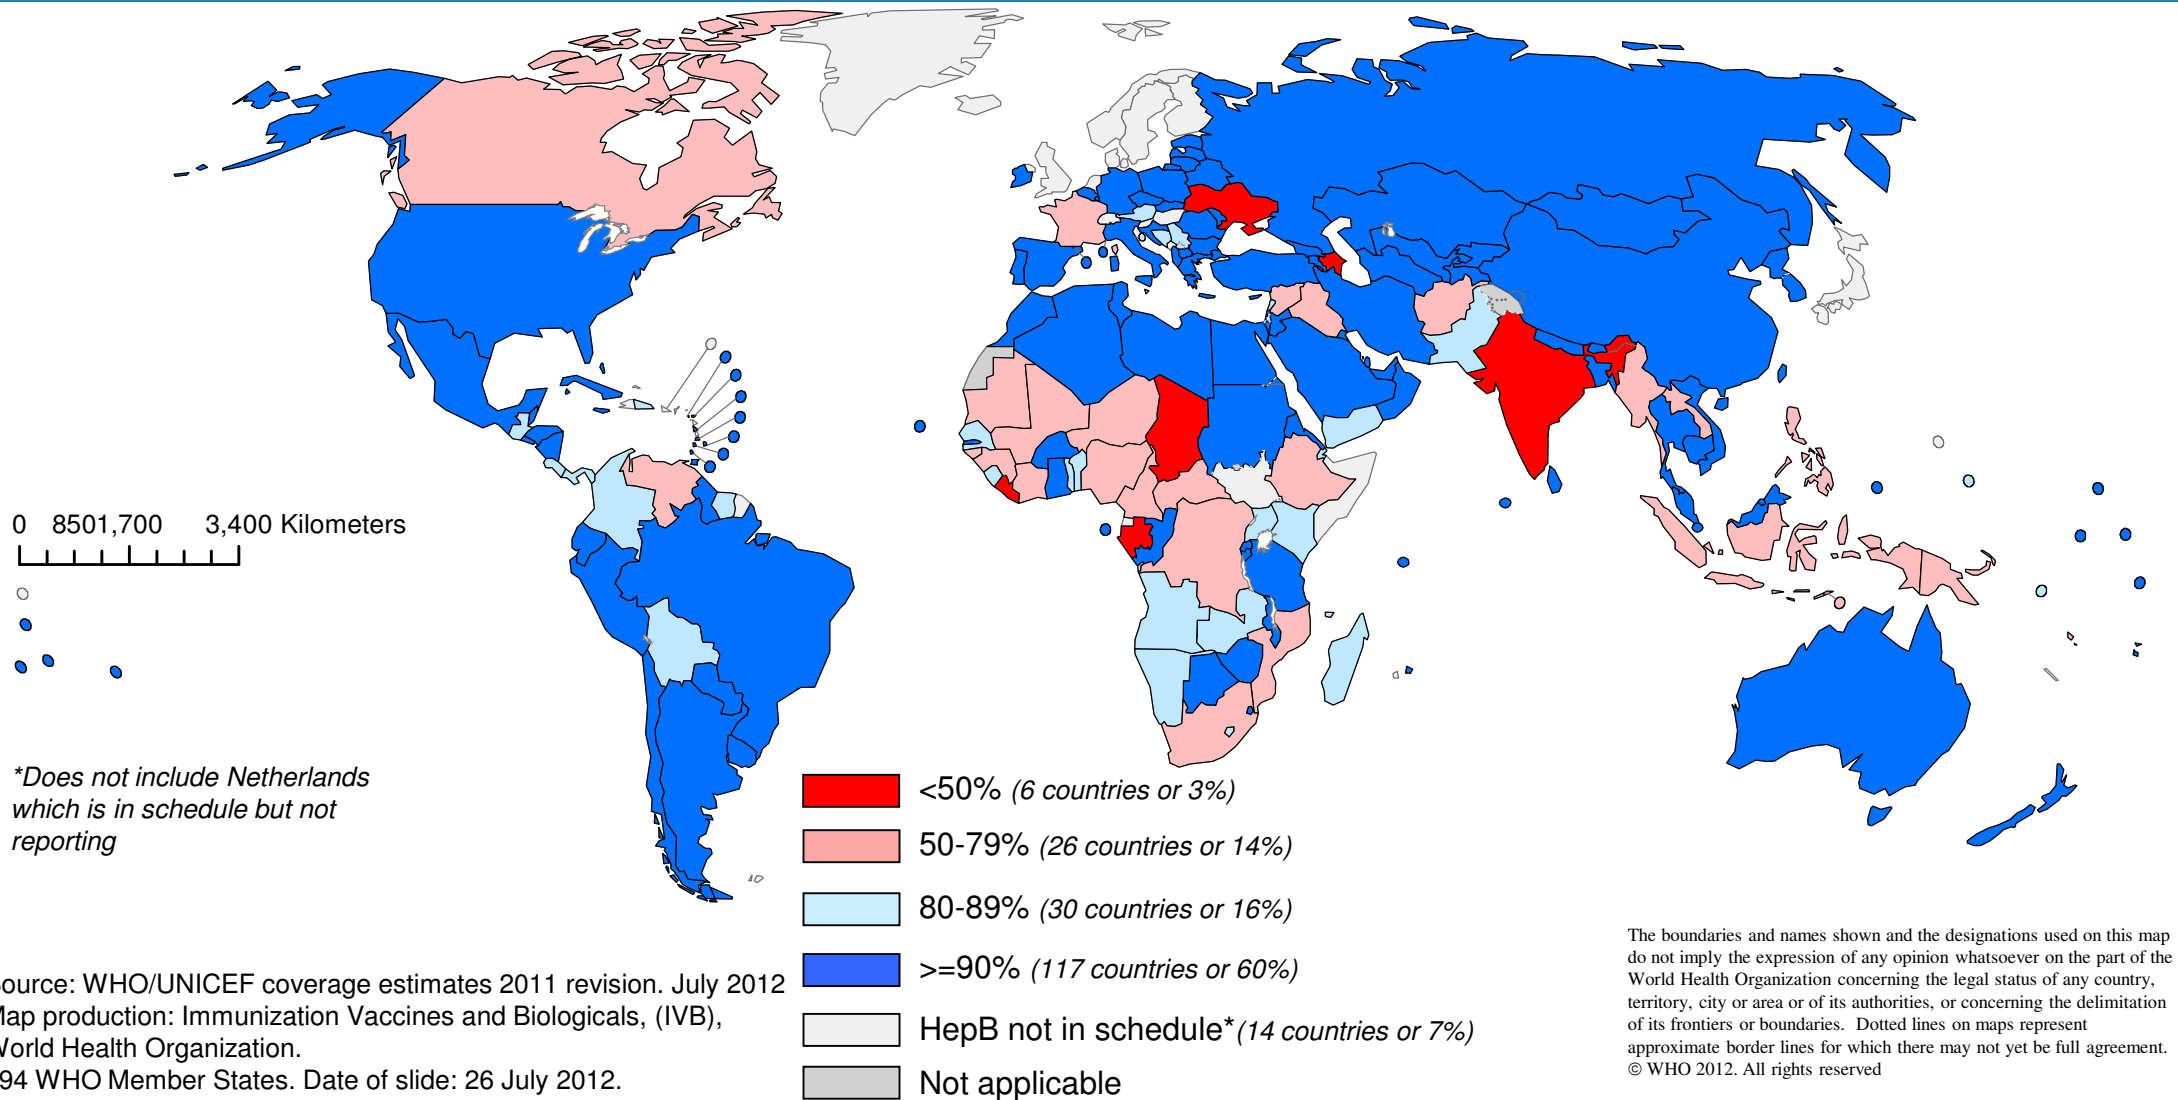 0 8501,700 3,400 Kilometers
*Does not include Netherlands
which is in schedule but not
reporting
<50% (6 countries or 3%)
50-79% (26 countries or 14%)
80-89% (30 countries or 16%)
>=90% (117 countries or 60%)
HepB not in schedule*(14 countries or 7%)
Not applicable
ource: WHO/UNICEF coverage estimates 2011 revision. July 2012
ap production: Immunization Vaccines and Biologicals, (IVB),
orld Health Organization.
94 WHO Member States. Date of slide: 26 July 2012.
The boundaries and names shown and the designations used on this map
do not imply the expression of any opinion whatsoever on the part of the
World Health Organization concerning the legal status of any country,
territory, city or area or of its authorities, or concerning the delimitation
of its frontiers or boundaries. Dotted lines on maps represent
approximate border lines for which there may not yet be full agreement.
© WHO 2012. All rights reserved